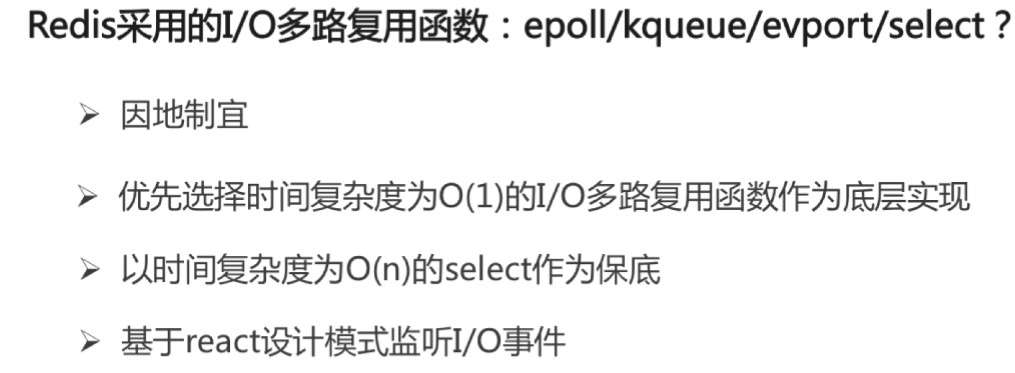 Redis采用的I/O多路复用函数：epoll/kqueue/evport/select？
➢ 因地制宜
➢ 优先选择时间复杂度为O(1)的I/O多路复用函数作为底层实现
➢ 以时间复杂度为O(n)的select作为保底
➢ 基于react设计模式监听I/O事件